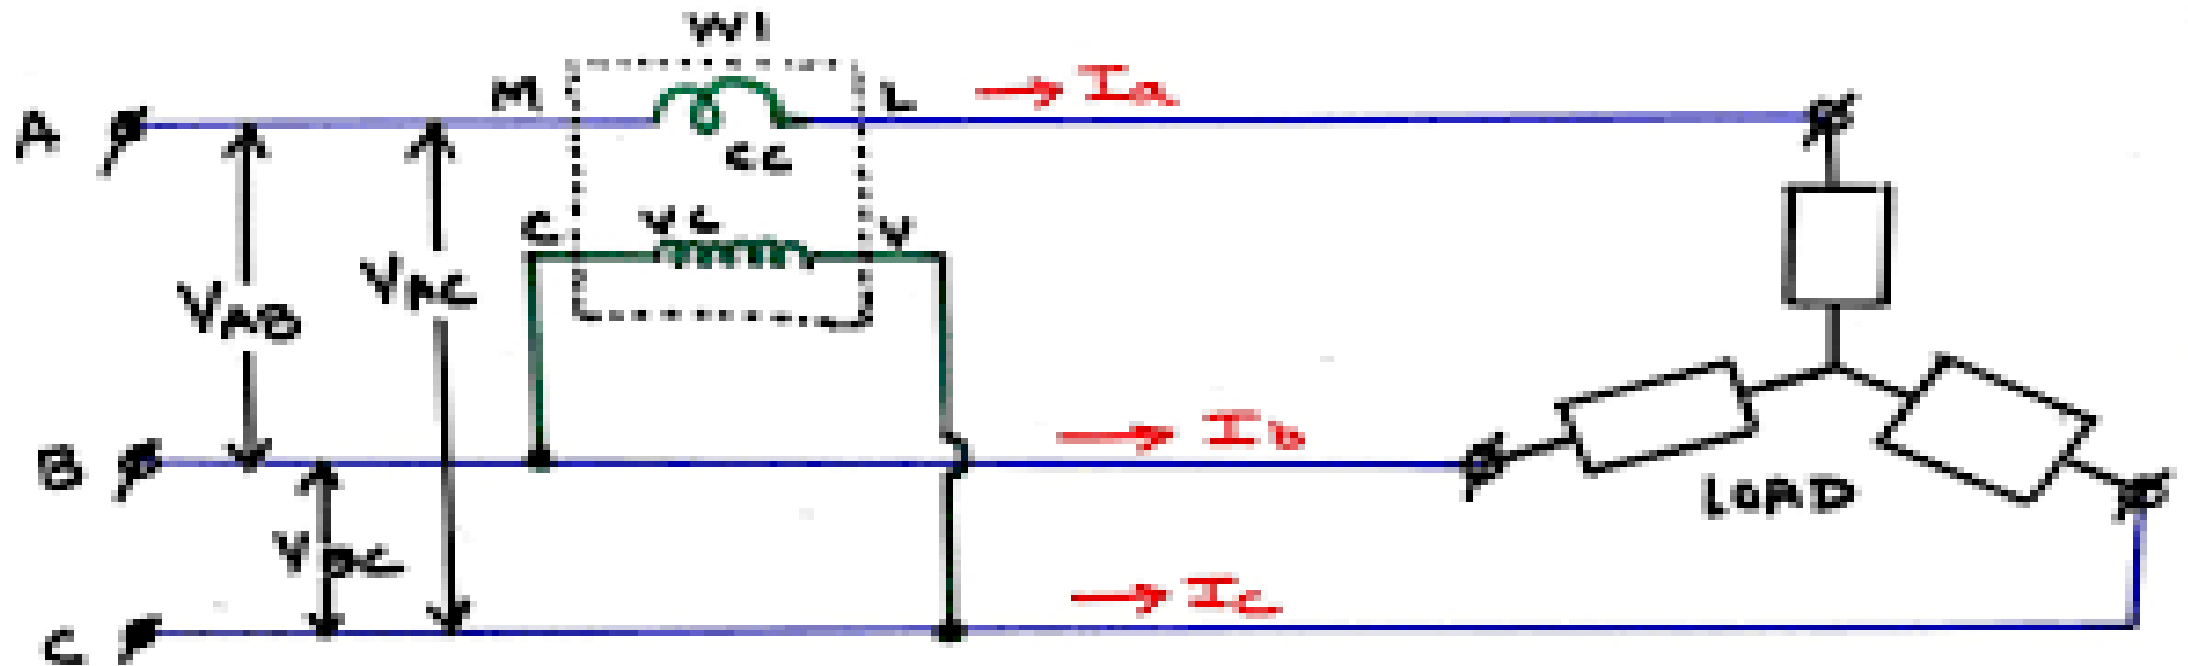 W1
A
M
L
→ Ia
CC
C
VC
V
VAB
VAC
B
→ Ib
LOAD
VBC
C
→ Ic